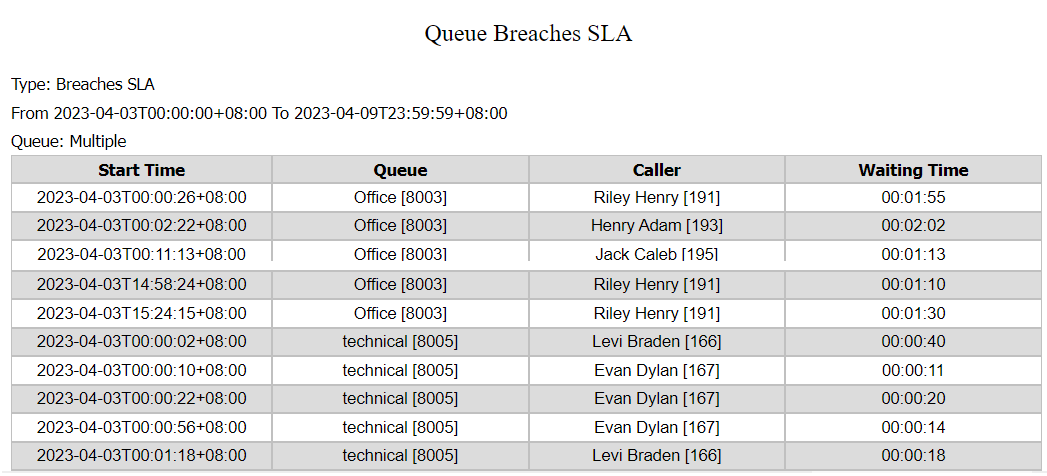 Queue Breaches SLA
Type: Breaches SLA
From 2023-04-03T00:00:00+08:00 To 2023-04-09T23:59:59+08:00
Queue: Multiple
Start Time Queue Caller Waiting Time
2023-04-03T00:00:26+08:00 Office [8003] Riley Henry [191] 00:01:55
2023-04-03T00:02:22+08:00 Office [8003] Henry Adam [193] 00:02:02
2023-04-03T00:11:13+08:00 Office [8003] Jack Caleb [195] 00:01:13
2023-04-03T14:58:24+08:00 Office [8003] Riley Henry [191] 00:01:10
2023-04-03T15:24:15+08:00 Office [8003] Riley Henry [191] 00:01:30
2023-04-03T00:00:02+08:00 technical [8005] Levi Braden [166] 00:00:40
2023-04-03T00:00:10+08:00 technical [8005] Evan Dylan [167] 00:00:11
2023-04-03T00:00:22+08:00 technical [8005] Evan Dylan [167] 00:00:20
2023-04-03T00:00:56+08:00 technical [8005] Evan Dylan [167] 00:00:14
2023-04-03T00:01:18+08:00 technical [8005] Levi Braden [166] 00:00:18